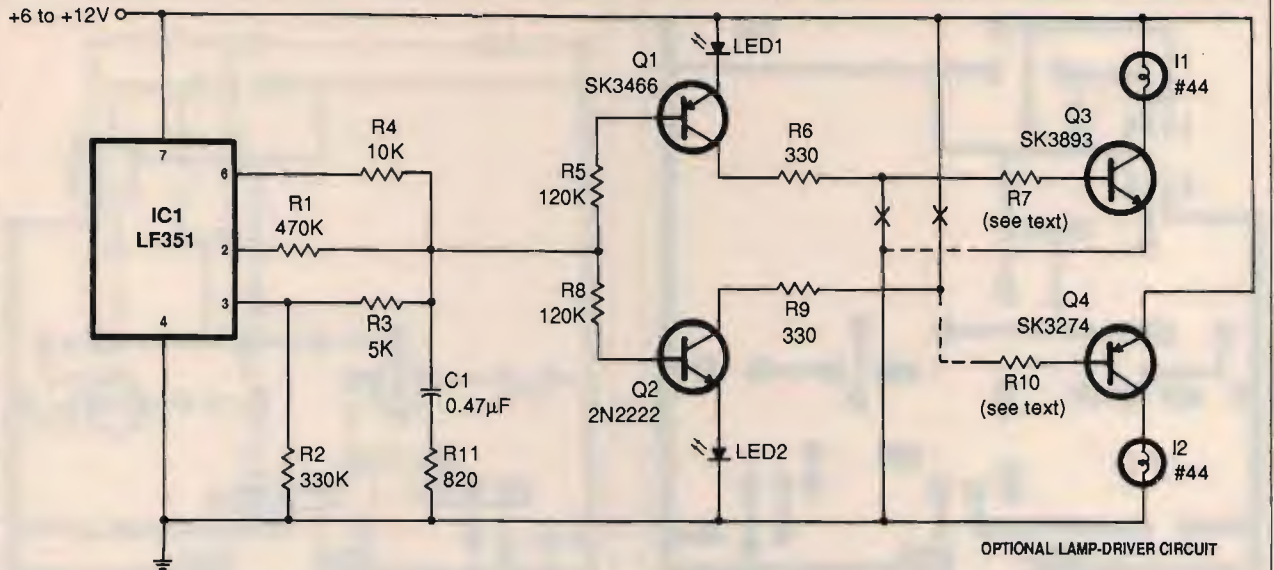 +6 to +12V
LED1
Q1
SK3466
I1
#44
Q3
SK3893
R4
10K
R6
330
7
6
R5
120K
R7
(see text)
IC1
LF351
R1
470K
2
R8
120K
R9
330
Q4
SK3274
3
R3
5K
4
C1
0.47µF
Q2
2N2222
R10
(see text)
LED2
R2
330K
R11
820
I2
#44
OPTIONAL LAMP-DRIVER CIRCUIT